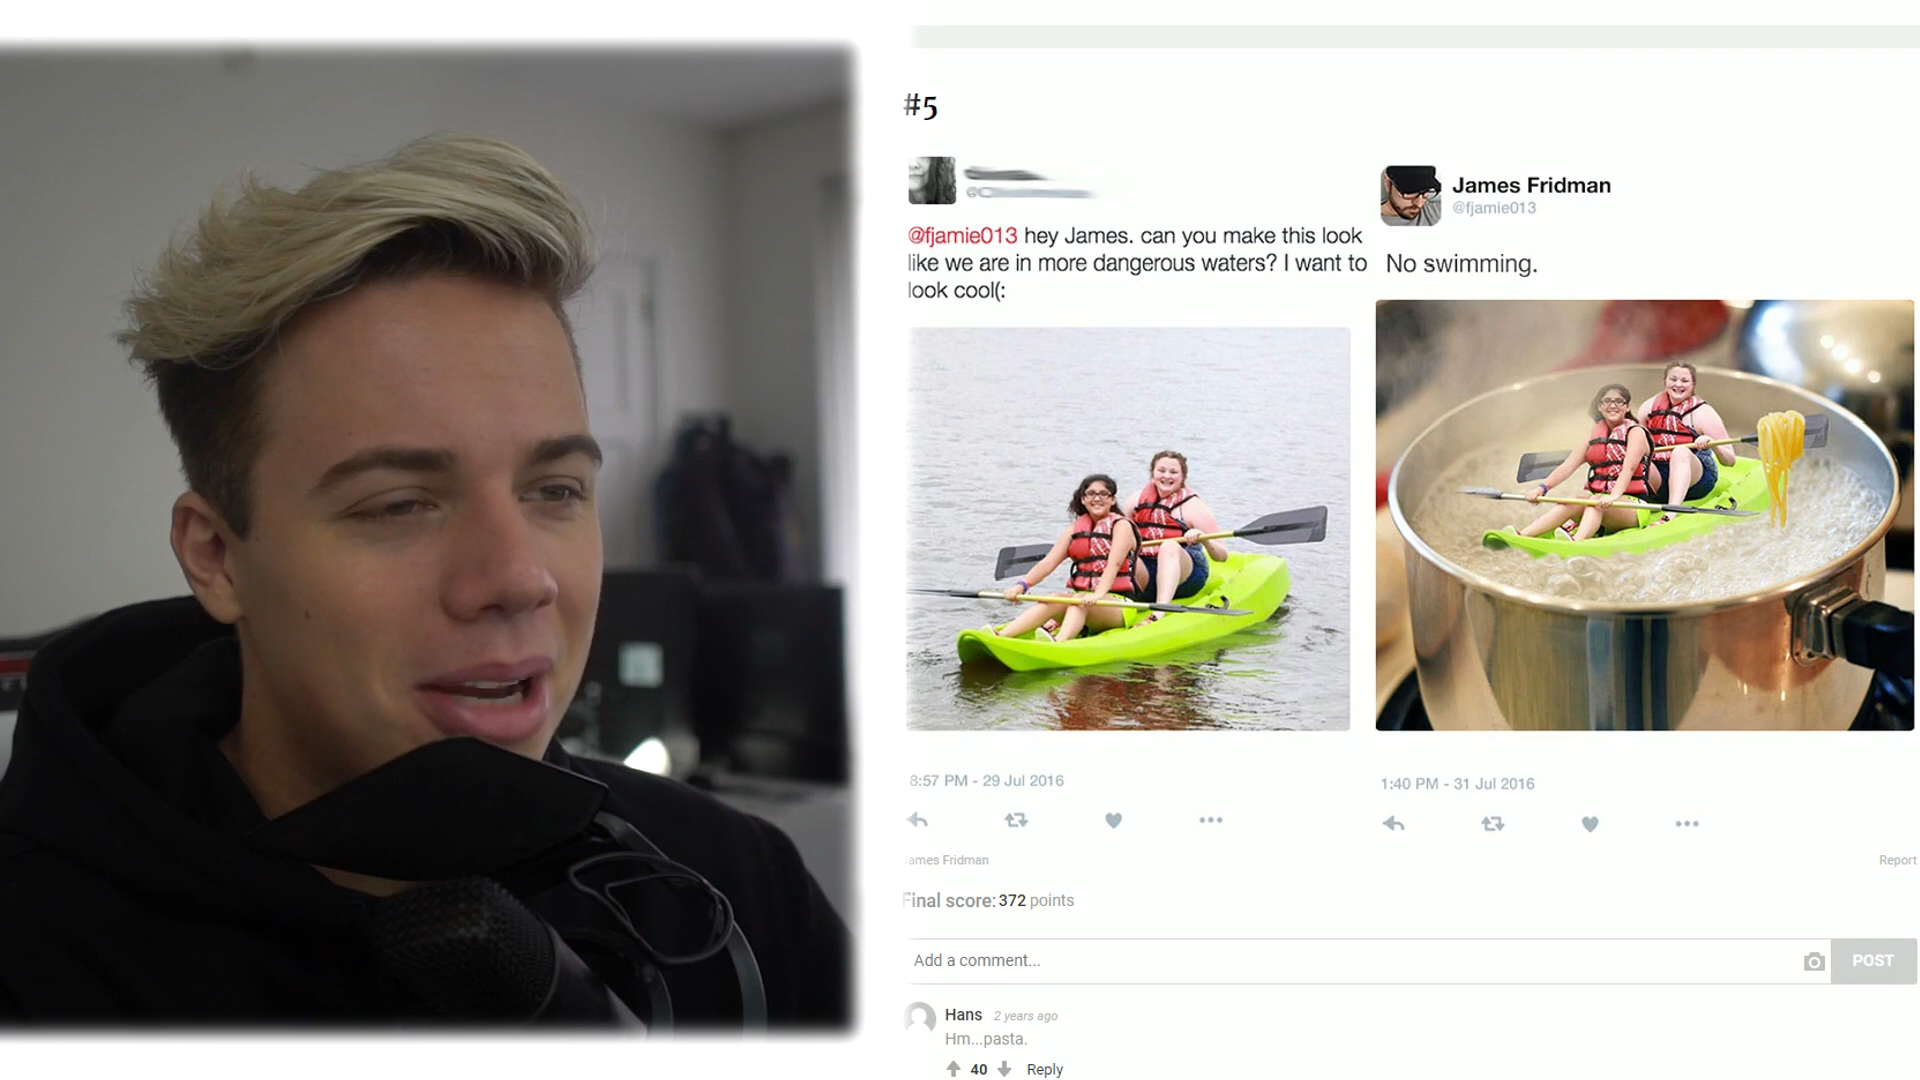 #5
@fjamie013 hey James. can you make this look
like we are in more dangerous waters? I want to
look cool(:
8:57 PM - 29 Jul 2016
James Fridman
@fjamie013
No swimming.
1:40 PM - 31 Jul 2016
James Fridman
Report
Final score: 372 points
Add a comment...
POST
Hans 2 years ago
Hm...pasta.
40 Reply